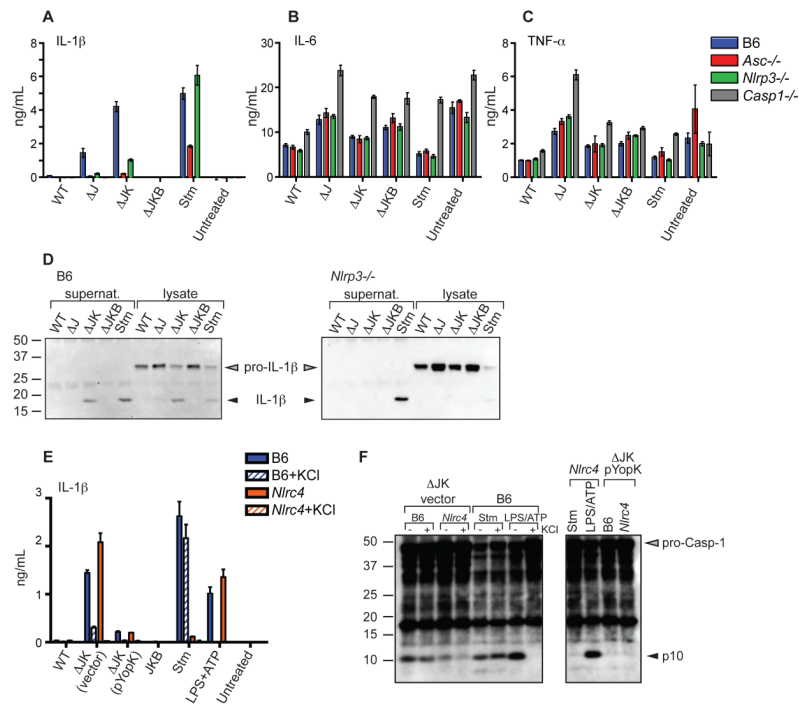 A
IL-1β
ng/mL
8
6
4
2
0
WT
ΔJ
ΔJK
ΔJKB
Stm
Untreated
B
IL-6
ng/mL
30
20
10
0
WT
ΔJ
ΔJK
ΔJKB
Stm
Untreated
C
TNF-α
ng/mL
8
6
4
2
0
WT
ΔJ
ΔJK
ΔJKB
Stm
Untreated
B6
Asc-/-
Nlrp3-/-
Casp1-/-
D
B6
supernat. lysate
WT ΔJ ΔJK ΔJKB Stm WT ΔJ ΔJK ΔJKB Stm
50
37
25
20
15
pro-IL-1β
IL-1β
Nlrp3-/-
supernat. lysate
WT ΔJ ΔJK ΔJKB Stm WT ΔJ ΔJK ΔJKB Stm
E
IL-1β
ng/mL
3
2
1
0
WT
ΔJK
(vector)
ΔJK
(pYopK)
JKB
Stm
LPS+ATP
Untreated
B6
B6+KCl
Nlrc4
Nlrc4+KCl
F
ΔJK
vector B6
B6 Nlrc4 Stm LPS/ATP
- + - + - + - + KCl
50
37
25
20
15
10
ΔJK
Nlrc4 pYopK
Stm LPS/ATP B6 Nlrc4
pro-Casp-1
p10